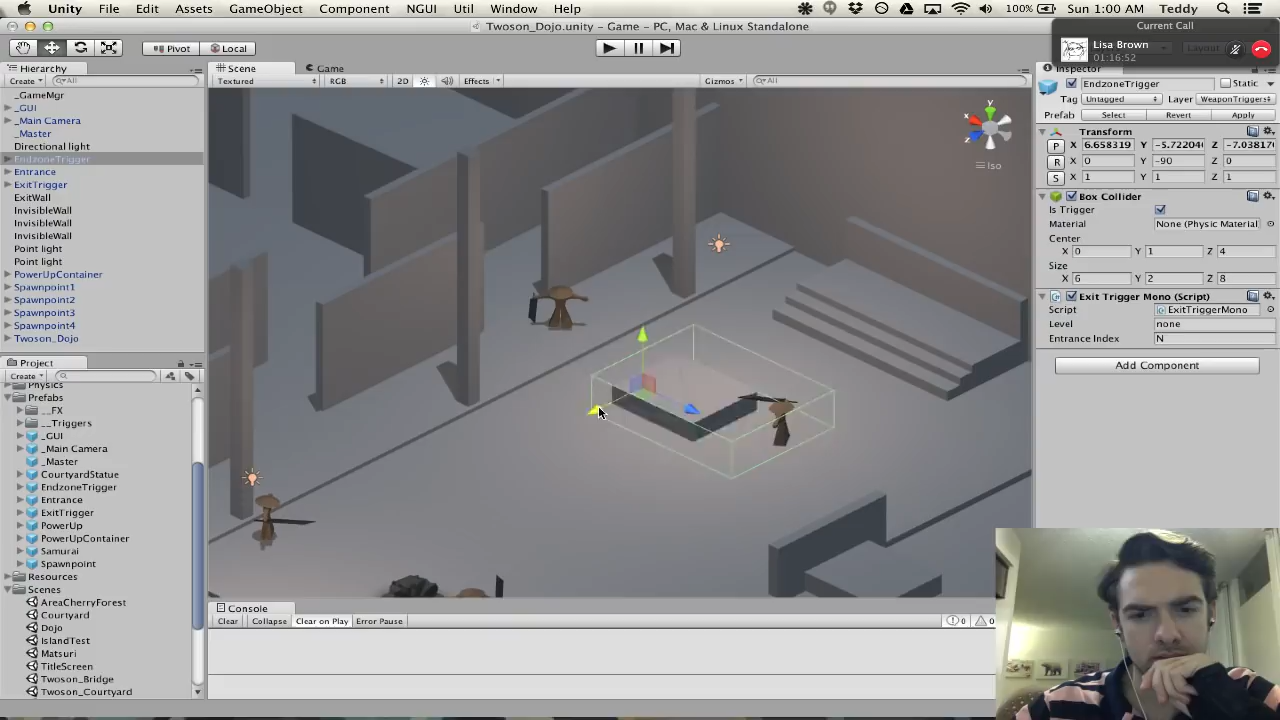 Unity File Edit Assets GameObject Component NGUI Util Window Help 100% Sun 1:00 AM Teddy
Twoson_Dojo.unity - Game - PC, Mac & Linux Standalone
Current Call
Lisa Brown
01:16:52
Pivot Local
Layout
Hierarchy
Create All
_GameMgr
_GUI
_Main Camera
_Master
Directional light
EndzoneTrigger
Entrance
ExitTrigger
ExitWall
InvisibleWall
InvisibleWall
InvisibleWall
Point light
Point light
PowerUpContainer
Spawnpoint1
Spawnpoint2
Spawnpoint3
Spawnpoint4
Twoson_Dojo
Project
Create
Physics
Prefabs
__FX
__Triggers
_GUI
_Main Camera
_Master
CourtyardStatue
EndzoneTrigger
Entrance
ExitTrigger
PowerUp
PowerUpContainer
Samurai
Spawnpoint
Resources
Scenes
AreaCherryForest
Courtyard
Dojo
IslandTest
Matsuri
TitleScreen
Twoson_Bridge
Twoson_Courtyard
Scene Game
Textured RGB 2D Effects Gizmos All
y
x
z
Iso
Console
Clear Collapse Clear on Play Error Pause 0 0
Inspector
EndzoneTrigger Static
Tag Untagged Layer WeaponTriggers
Prefab Select Revert Apply
Transform
P X 6.658319 Y -5.72204 Z -7.03817
R X 0 Y -90 Z 0
S X 1 Y 1 Z 1
Box Collider
Is Trigger
Material None (Physic Material
Center
X 0 Y 1 Z 4
Size
X 6 Y 2 Z 8
Exit Trigger Mono (Script)
Script ExitTriggerMono
Level none
Entrance Index N
Add Component